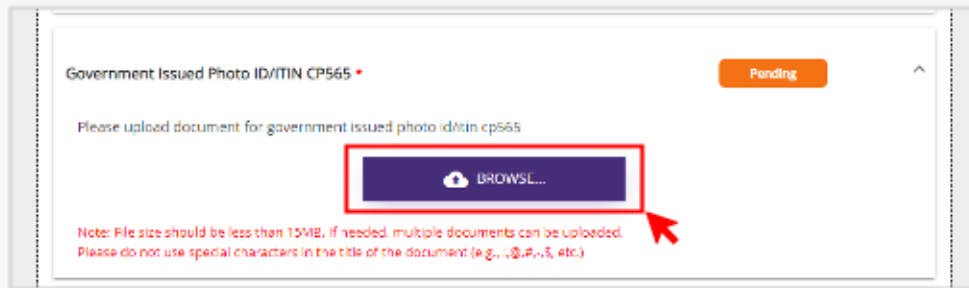 Government Issued Photo ID/ITIN CP565 •
Pending
Please upload document for government issued photo id/itin cp565
BROWSE...
Note: File size should be less than 15MB. If needed, multiple documents can be uploaded.
Please do not use special characters in the title of the document (e.g., :,@,#,-,$, etc.)